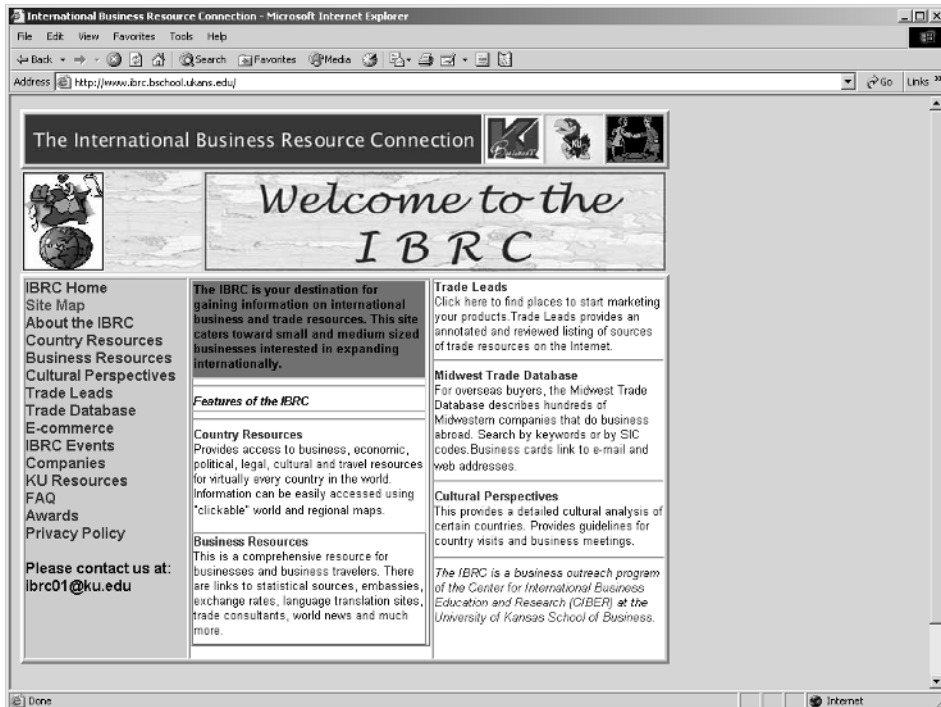 International Business Resource Connection - Microsoft Internet Explorer
File Edit View Favorites Tools Help
Back Search Favorites Media
Address http://www.ibrc.bschool.ukans.edu/ Go Links »
The International Business Resource Connection
K
Business
KU
Welcome to the
I B R C
IBRC Home
Site Map
About the IBRC
Country Resources
Business Resources
Cultural Perspectives
Trade Leads
Trade Database
E-commerce
IBRC Events
Companies
KU Resources
FAQ
Awards
Privacy Policy
Please contact us at:
ibrc01@ku.edu
The IBRC is your destination for
gaining information on international
business and trade resources. This site
caters toward small and medium sized
businesses interested in expanding
internationally.
Features of the IBRC
Country Resources
Provides access to business, economic,
political, legal, cultural and travel resources
for virtually every country in the world.
Information can be easily accessed using
"clickable" world and regional maps.
Business Resources
This is a comprehensive resource for
businesses and business travelers. There
are links to statistical sources, embassies,
exchange rates, language translation sites,
trade consultants, world news and much
more.
Trade Leads
Click here to find places to start marketing
your products.Trade Leads provides an
annotated and reviewed listing of sources
of trade resources on the Internet.
Midwest Trade Database
For overseas buyers, the Midwest Trade
Database describes hundreds of
Midwestern companies that do business
abroad. Search by keywords or by SIC
codes.Business cards link to e-mail and
web addresses.
Cultural Perspectives
This provides a detailed cultural analysis of
certain countries. Provides guidelines for
country visits and business meetings.
The IBRC is a business outreach program
of the Center for International Business
Education and Research (CIBER) at the
University of Kansas School of Business.
Done Internet